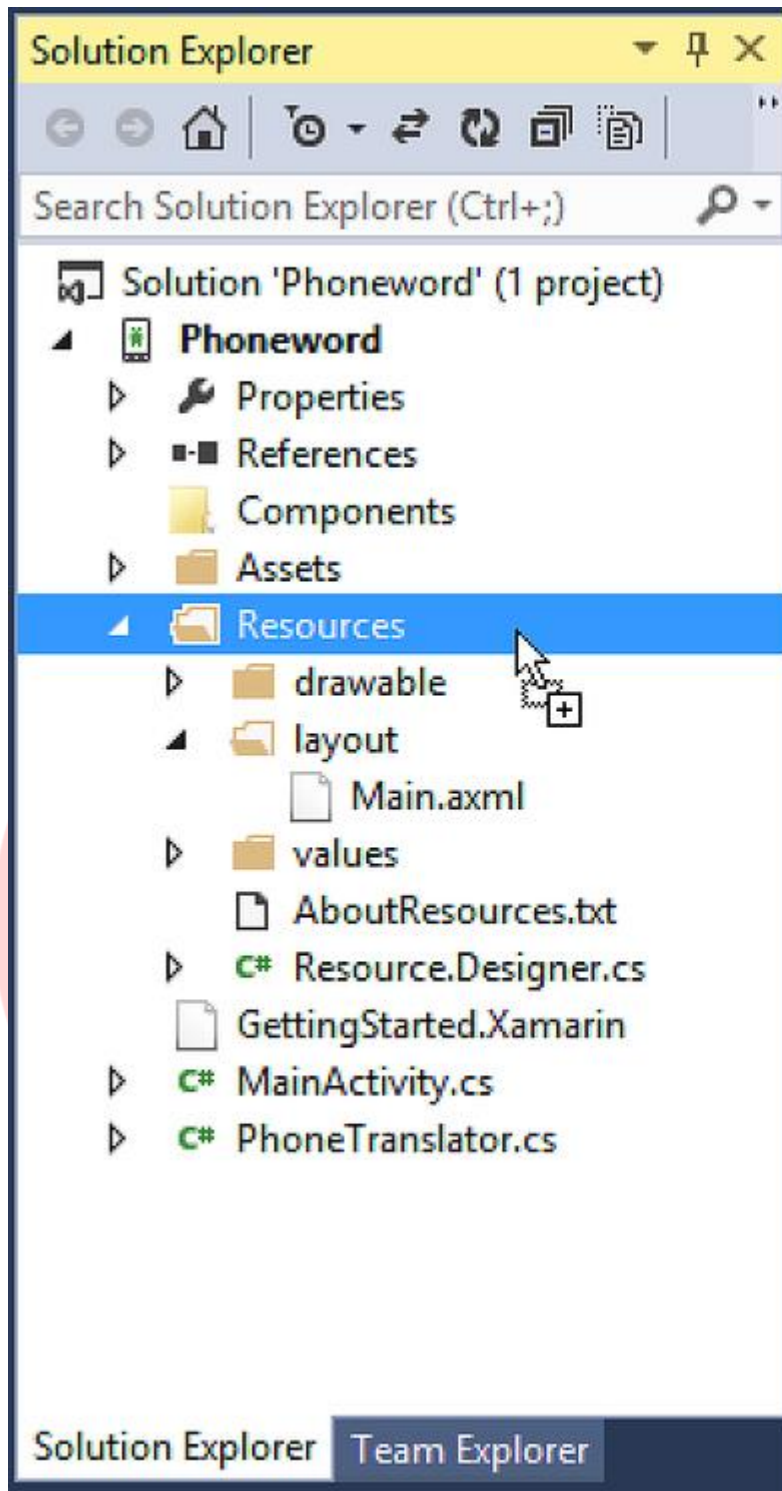 Solution Explorer
Search Solution Explorer (Ctrl+;)
Solution 'Phoneword' (1 project)
Phoneword
Properties
References
Components
Assets
Resources
drawable
layout
Main.axml
values
AboutResources.txt
C# Resource.Designer.cs
GettingStarted.Xamarin
C# MainActivity.cs
C# PhoneTranslator.cs
Solution Explorer Team Explorer